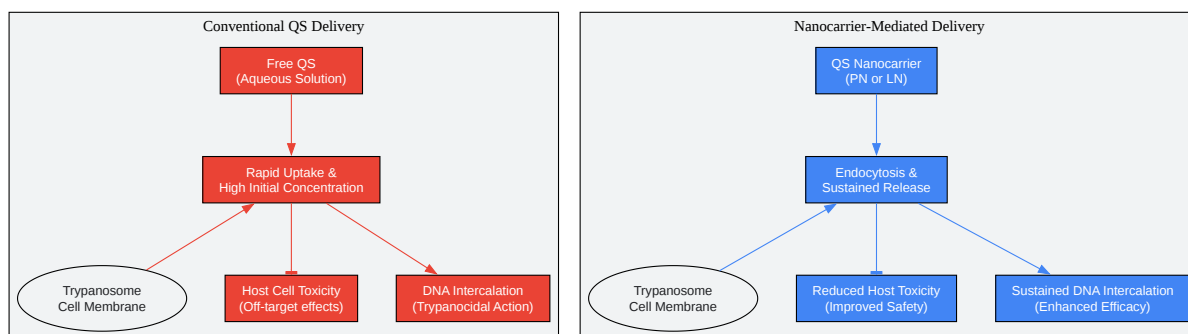 Conventional QS Delivery
Free QS
(Aqueous Solution)
Rapid Uptake &
High Initial Concentration
Trypanosome
Cell Membrane
Host Cell Toxicity
(Off-target effects)
DNA Intercalation
(Trypanocidal Action)
Nanocarrier-Mediated Delivery
QS Nanocarrier
(PN or LN)
Endocytosis &
Sustained Release
Trypanosome
Cell Membrane
Reduced Host Toxicity
(Improved Safety)
Sustained DNA Intercalation
(Enhanced Efficacy)